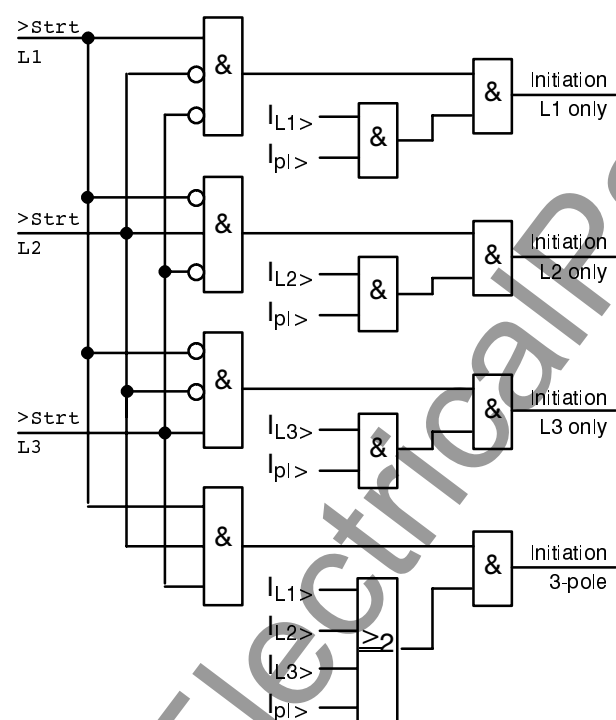 >Strt
L1
&
&
Initiation
L1 only
IL1>
&
Ipl>
>Strt
L2
&
&
Initiation
L2 only
IL2>
&
Ipl>
>Strt
L3
&
&
Initiation
L3 only
IL3>
&
Ipl>
&
&
Initiation
3-pole
IL1>
IL2>
≥2
IL3>
Ipl>
ElectricalP